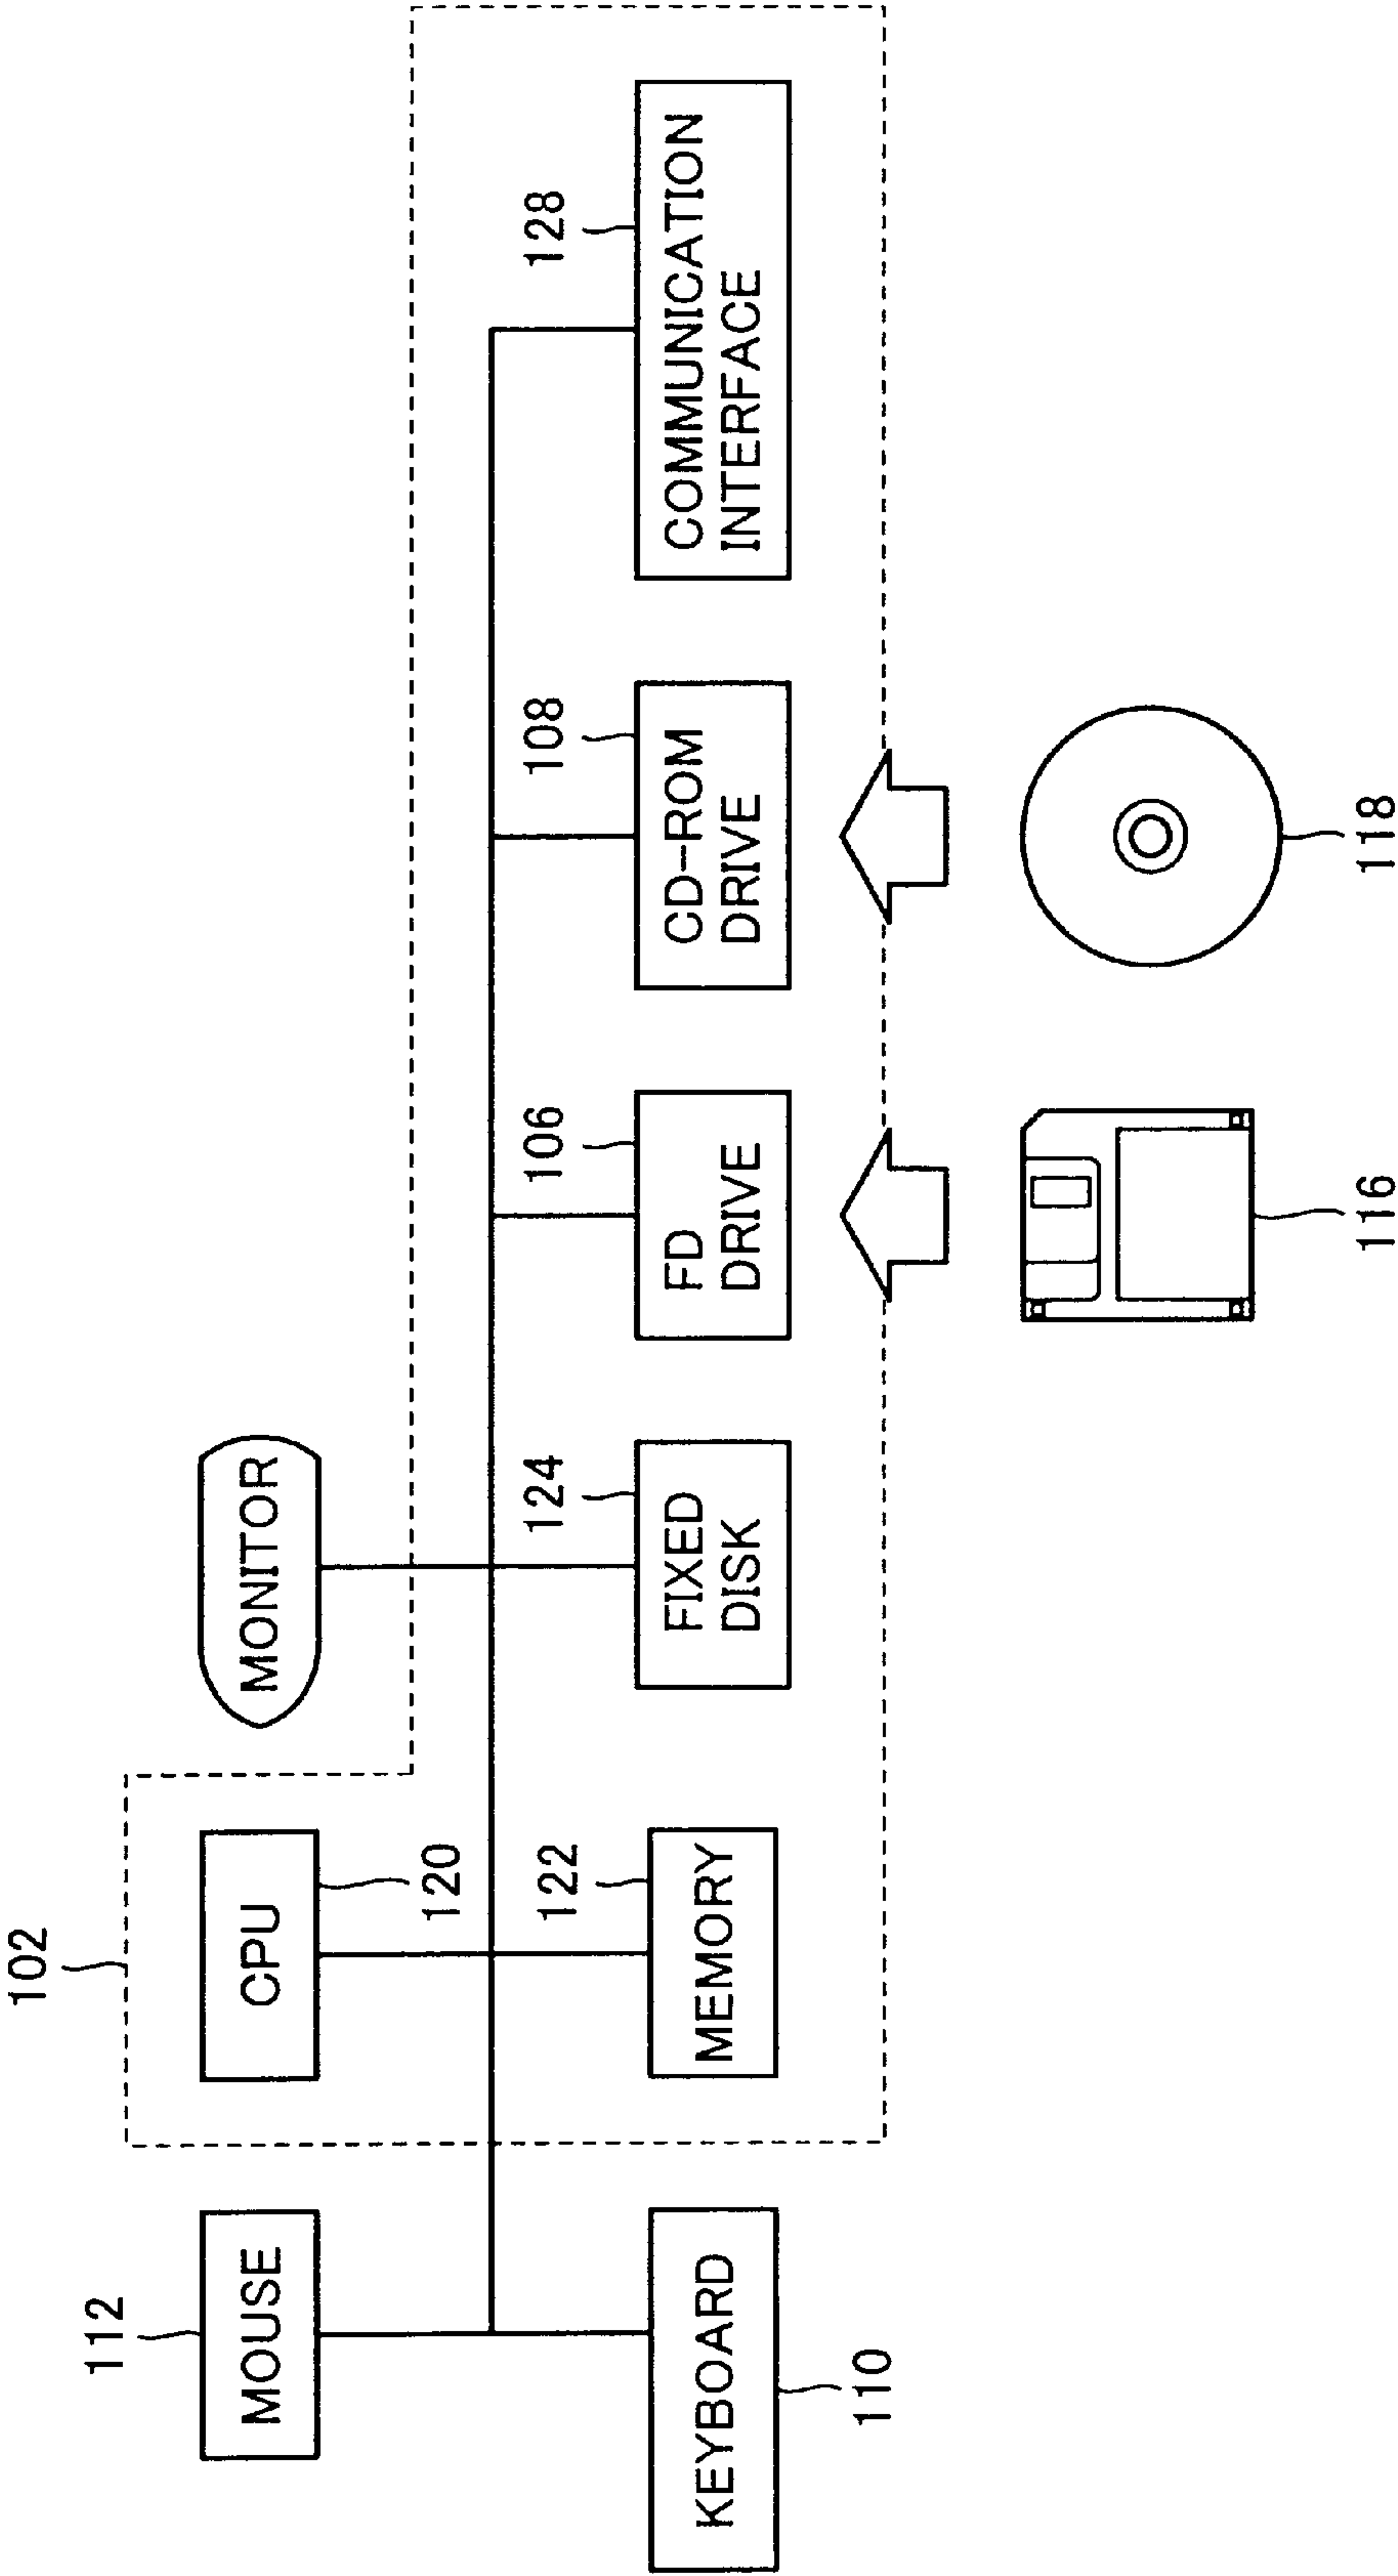 102
112
MOUSE
CPU
MONITOR
120
122
124
106
108
128
KEYBOARD
MEMORY
FIXED
DISK
FD
DRIVE
CD-ROM
DRIVE
COMMUNICATION
INTERFACE
110
116
118